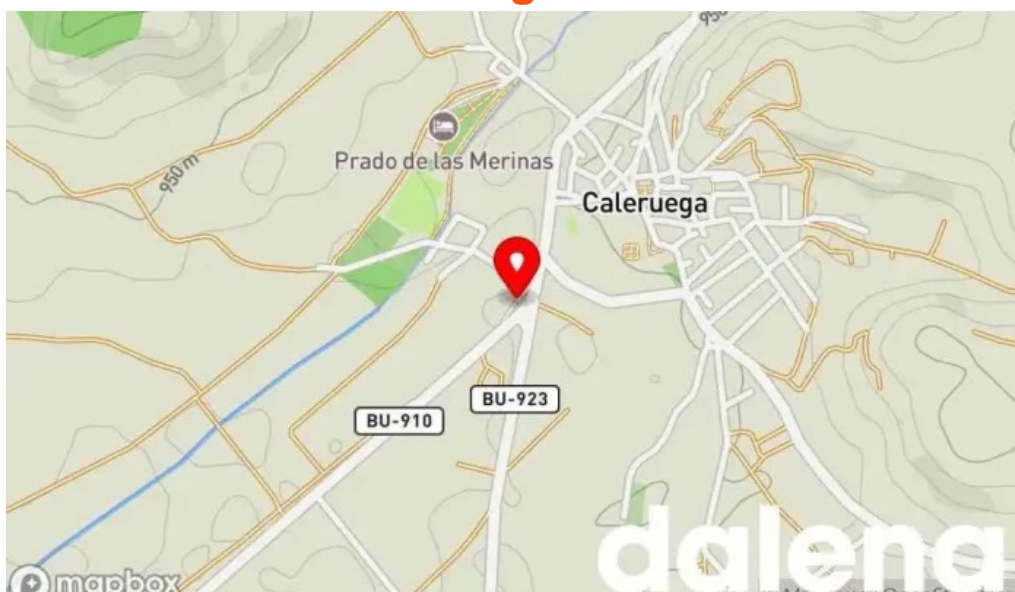 950
950 m
Prado de las Merinas
Caleruega
BU-923
BU-910
dalena
mapbox